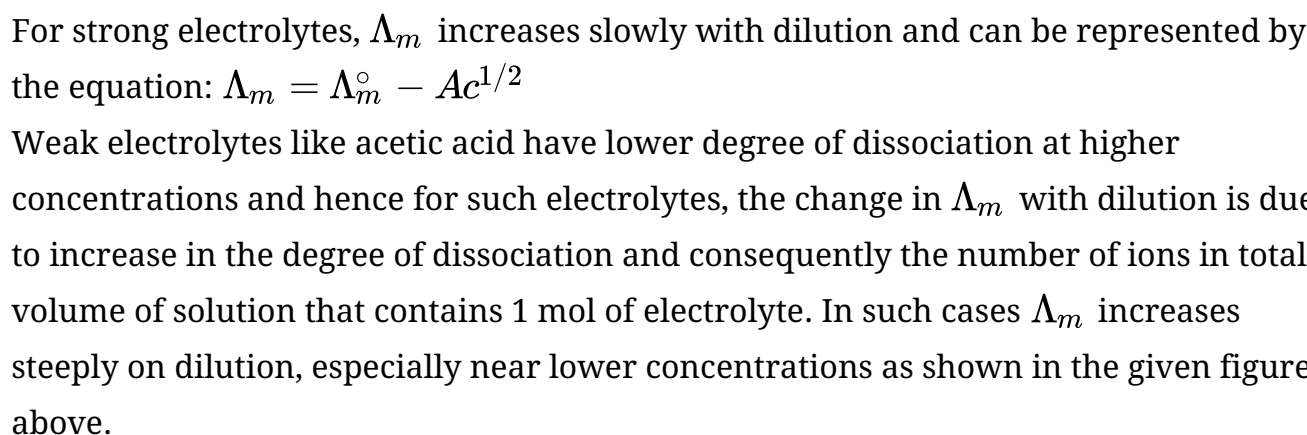 For strong electrolytes, Λₘ increases slowly with dilution and can be represented by
the equation: Λₘ = Λ°ₘ − Ac^{1/2}
Weak electrolytes like acetic acid have lower degree of dissociation at higher
concentrations and hence for such electrolytes, the change in Λₘ with dilution is due
to increase in the degree of dissociation and consequently the number of ions in total
volume of solution that contains 1 mol of electrolyte. In such cases Λₘ increases
steeply on dilution, especially near lower concentrations as shown in the given figure
above.